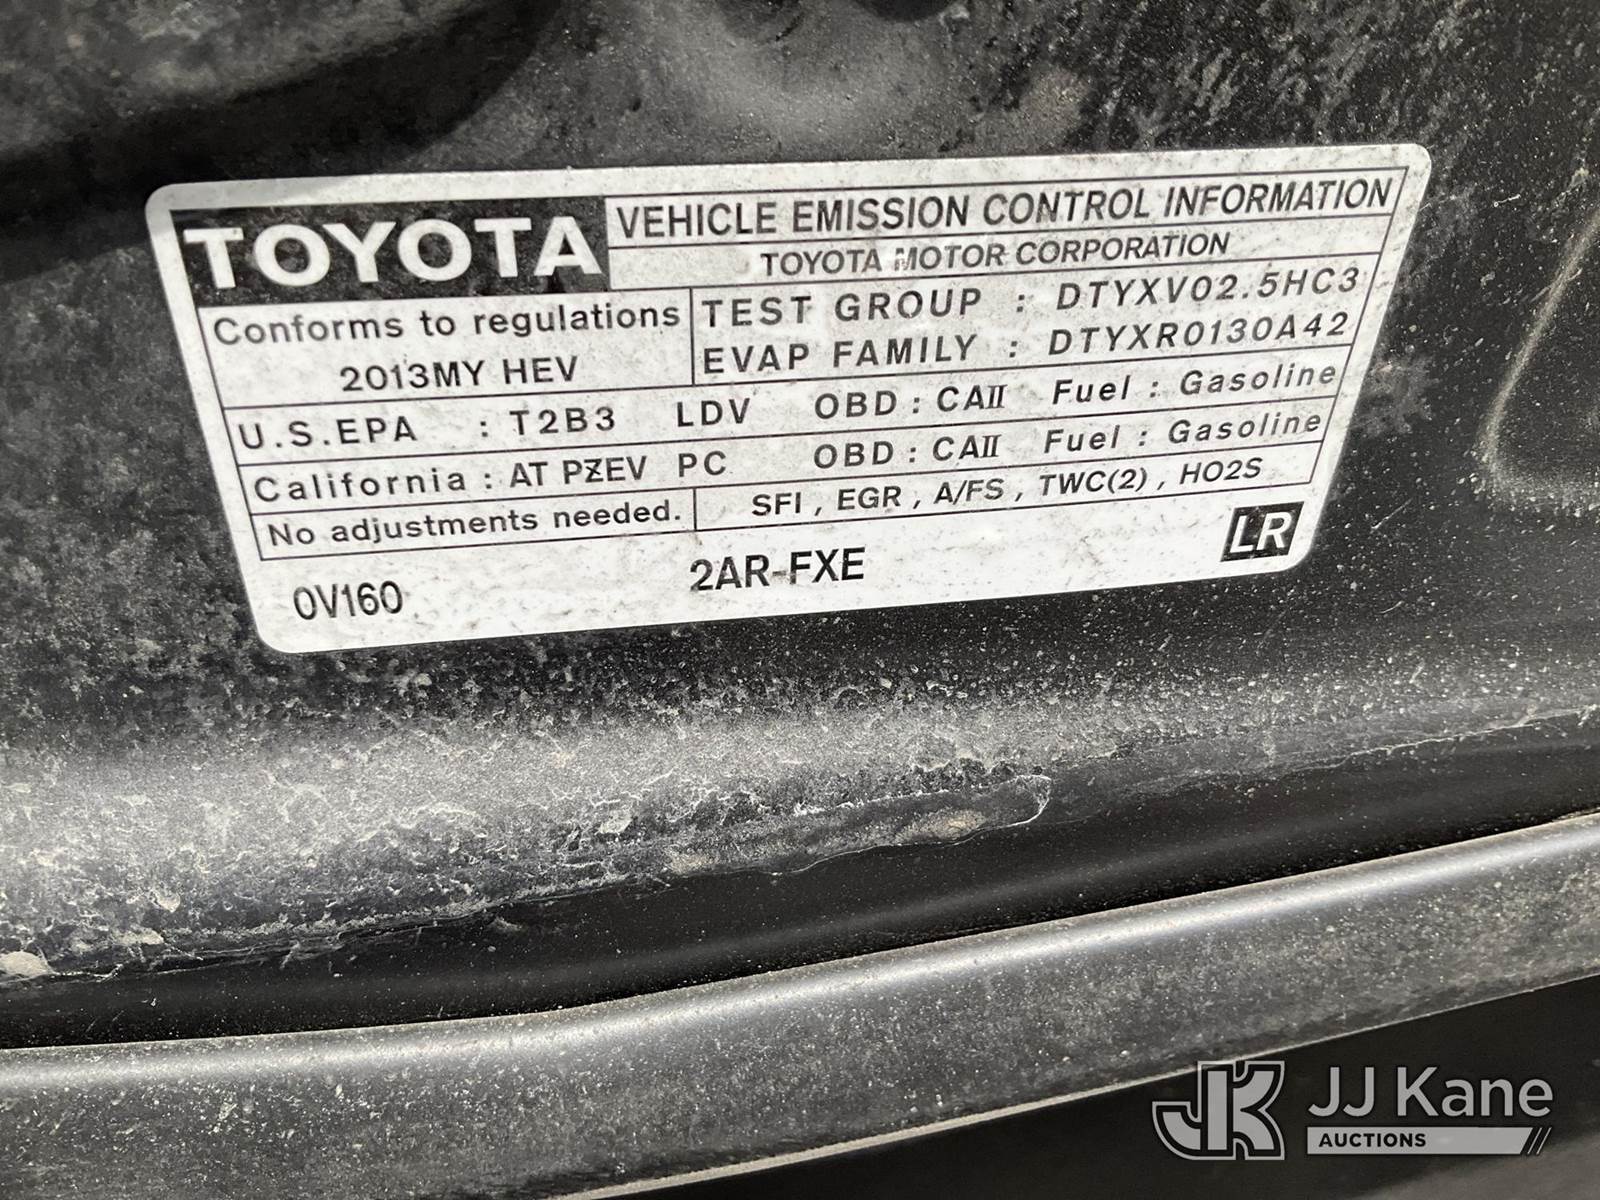 TOYOTA VEHICLE EMISSION CONTROL INFORMATION
TOYOTA MOTOR CORPORATION
Conforms to regulations
2013MY HEV
TEST GROUP : DTYXV02.5HC3
EVAP FAMILY : DTYXR0130A42
U.S.EPA : T2B3 LDV OBD : CAII Fuel : Gasoline
California : AT PZEV PC OBD : CAII Fuel : Gasoline
No adjustments needed. SFI , EGR , A/FS , TWC(2) , HO2S
0V160 2AR-FXE LR
JK JJ Kane
AUCTIONS